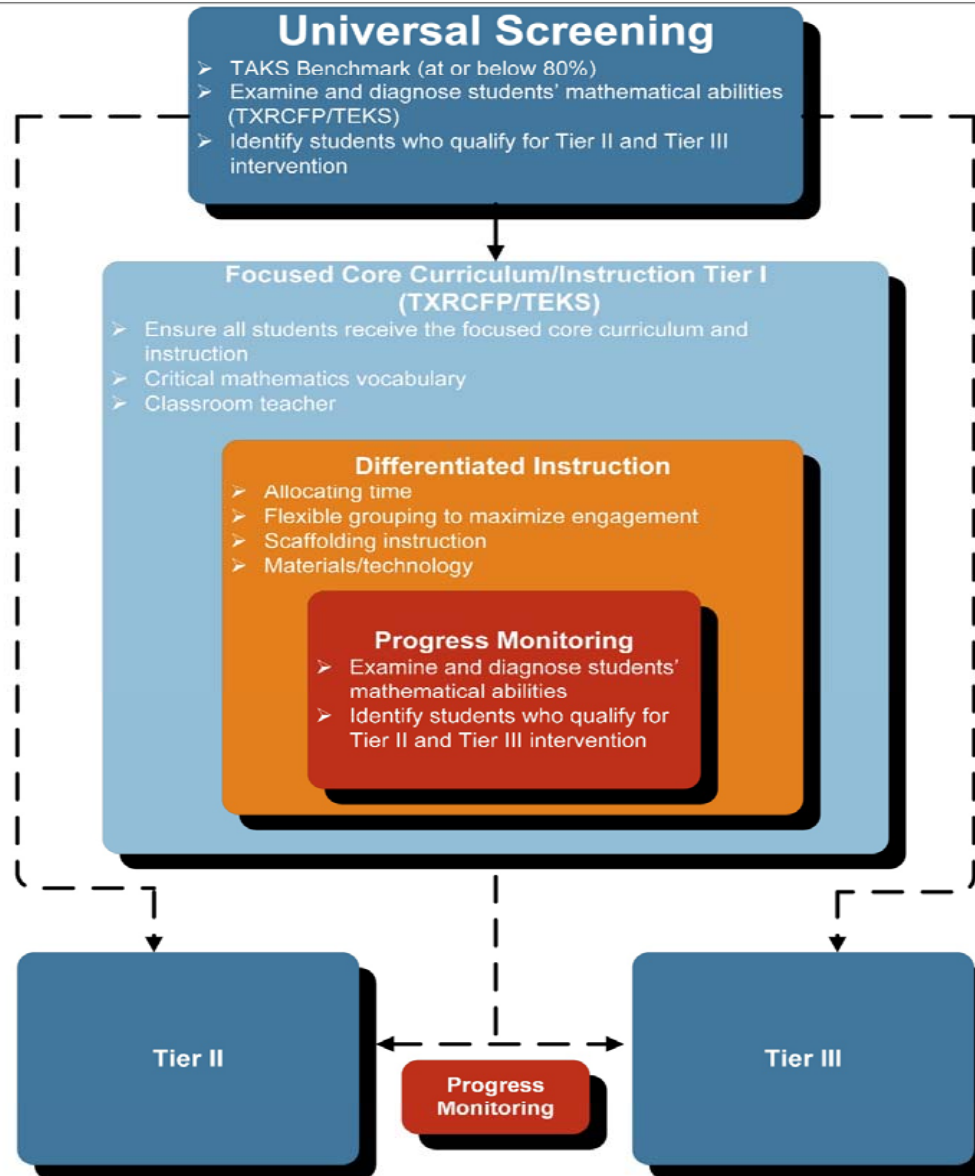 Universal Screening
➢ TAKS Benchmark (at or below 80%)
➢ Examine and diagnose students’ mathematical abilities
(TXRCFP/TEKS)
➢ Identify students who qualify for Tier II and Tier III
intervention
Focused Core Curriculum/Instruction Tier I
(TXRCFP/TEKS)
➢ Ensure all students receive the focused core curriculum and
instruction
➢ Critical mathematics vocabulary
➢ Classroom teacher
Differentiated Instruction
➢ Allocating time
➢ Flexible grouping to maximize engagement
➢ Scaffolding instruction
➢ Materials/technology
Progress Monitoring
➢ Examine and diagnose students’
mathematical abilities
➢ Identify students who qualify for
Tier II and Tier III intervention
Tier II
Progress
Monitoring
Tier III